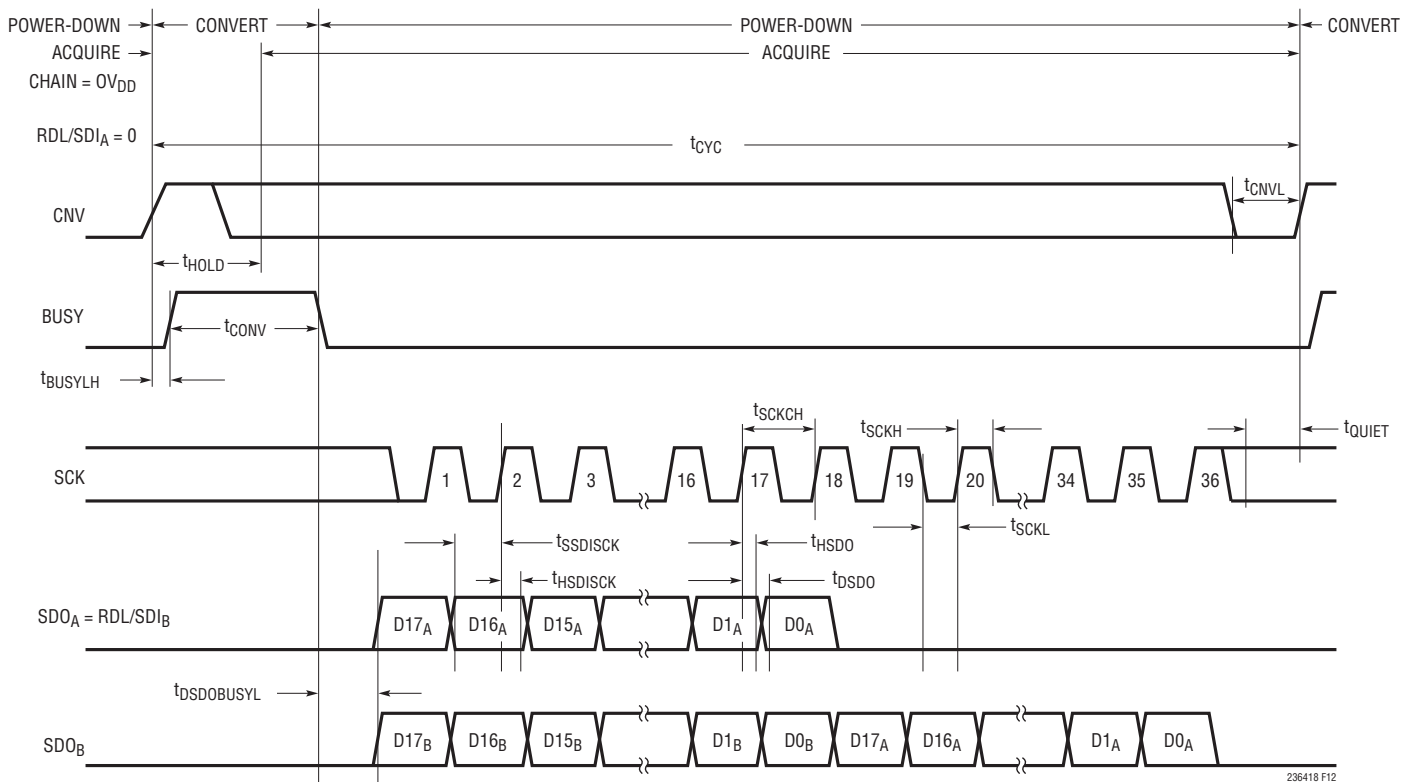 POWER-DOWN CONVERT POWER-DOWN CONVERT
ACQUIRE ACQUIRE
CHAIN = OVDD
RDL/SDIA = 0
tCYC
CNV
tCNVL
tHOLD
BUSY
tCONV
tBUSYLH
tSCKCH tSCKH tQUIET
SCK
1 2 3 16 17 18 19 20 34 35 36
tSSDISCK tHSDO tSCKL
tHSDISCK tDSDO
SDOA = RDL/SDIB
D17A D16A D15A D1A D0A
tDSDOBUSYL
SDOB
D17B D16B D15B D1B D0B D17A D16A D1A D0A
236418 F12